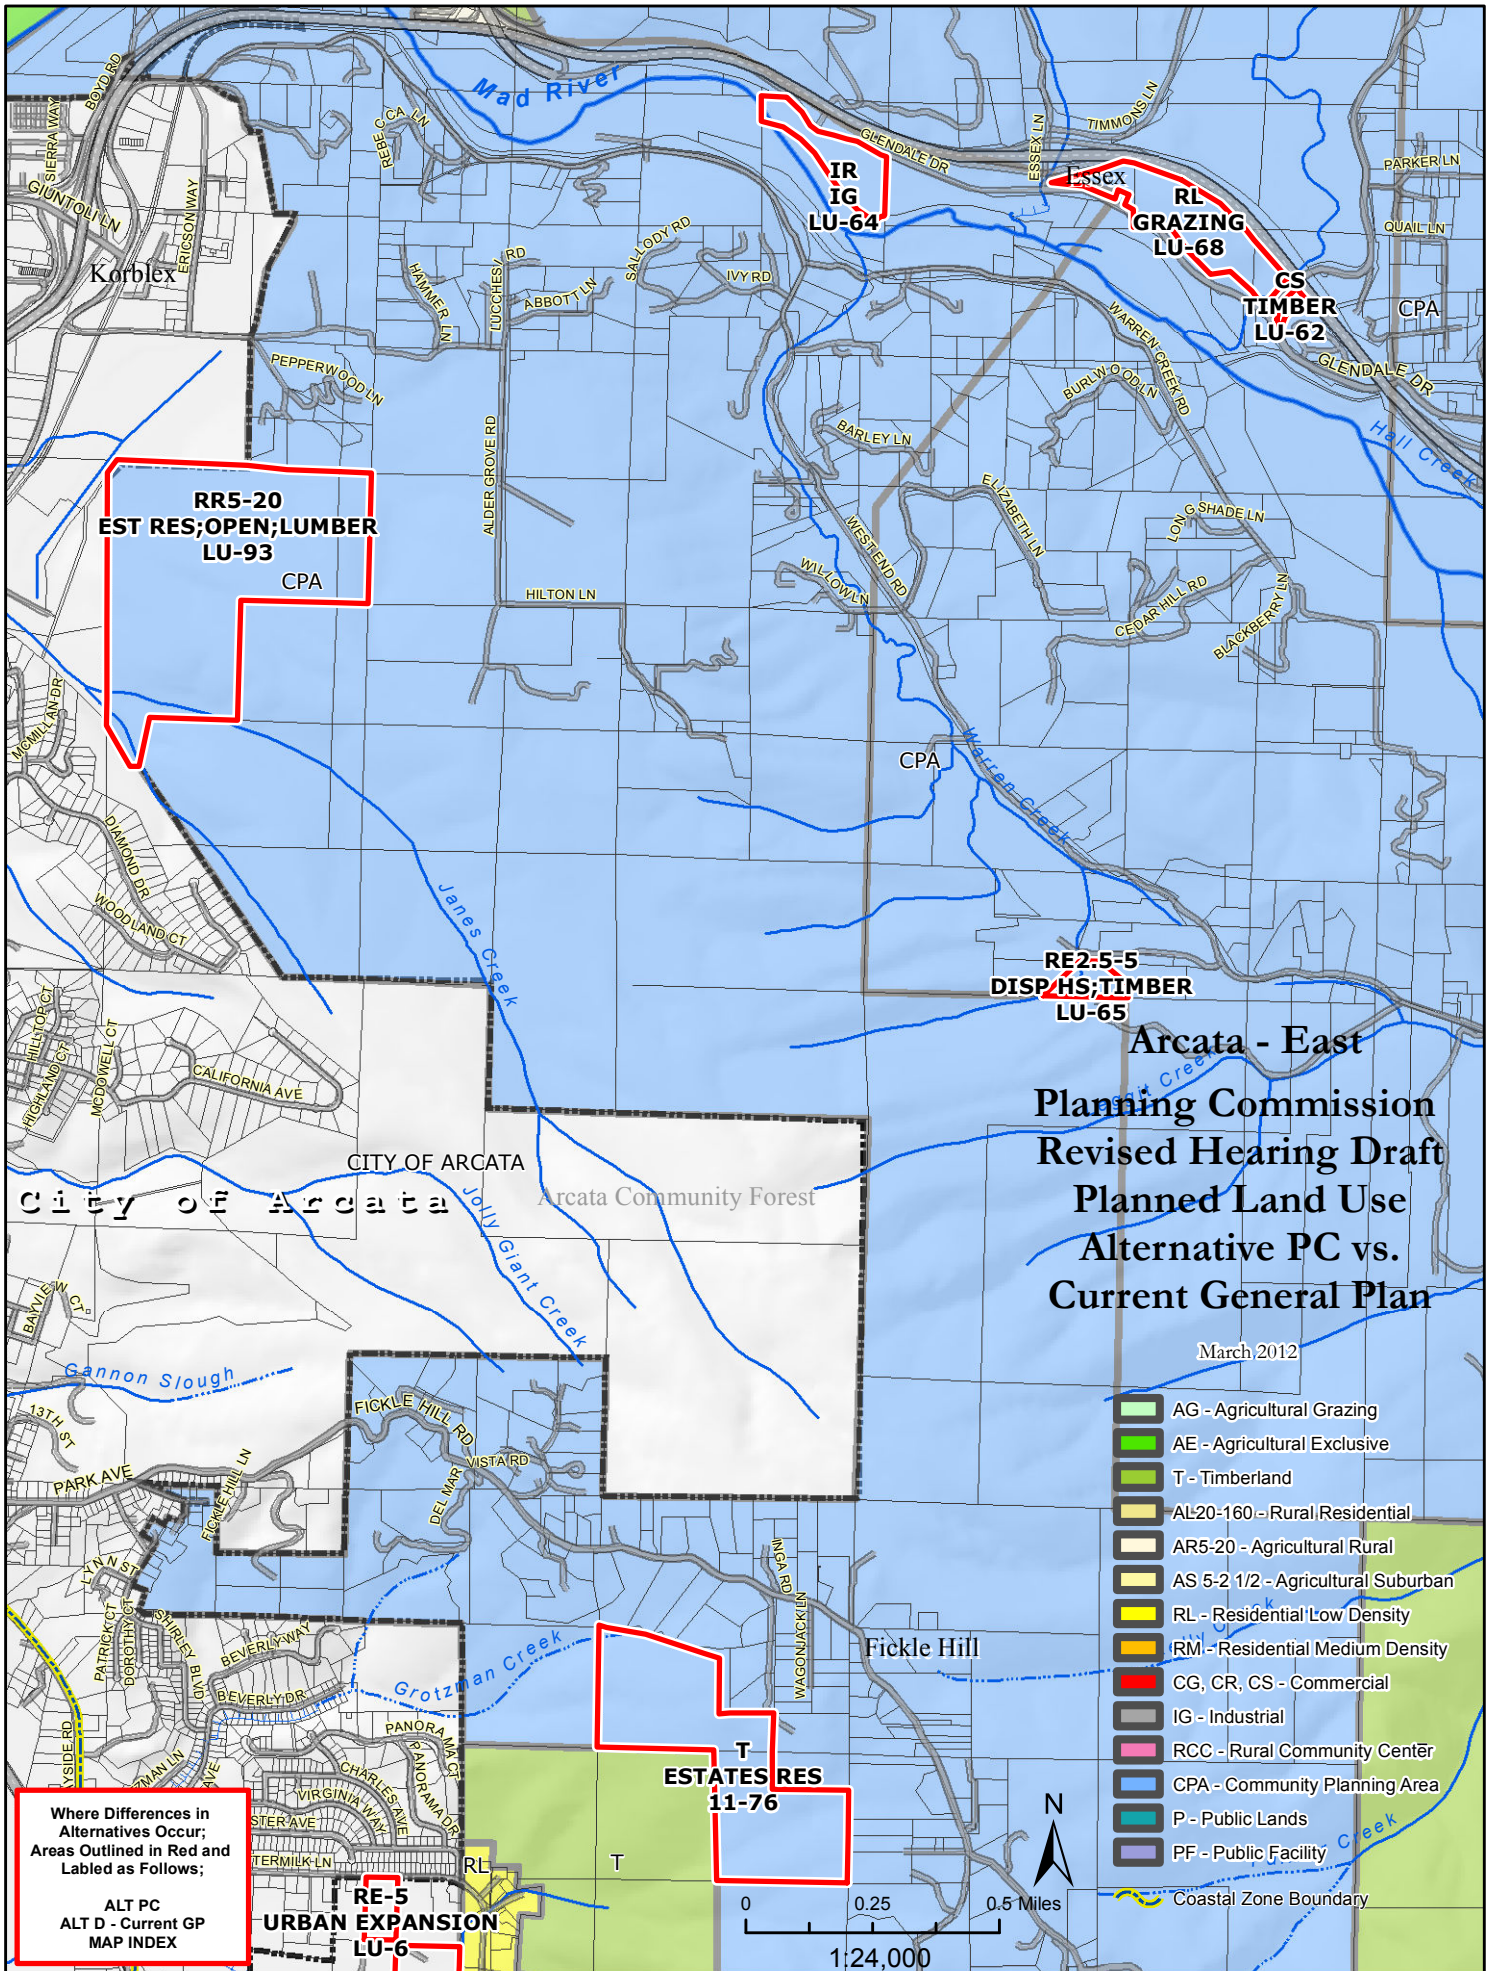 BOYD RD
SIERRA WAY
GIUNTOLI LN
ERICSON WAY
Korblex
REBECCA LN
Mad River
GLENDALE DR
IR
IG
LU-64
ESSEX LN
TIMMONS LN
Essex
RL
GRAZING
LU-68
PARKER LN
QUAIL LN
CS
TIMBER
LU-62
CPA
GLENDALE DR
Hall Creek
HAMMER LN
LUCCHESI RD
ABBOTT LN
SALLODY RD
IVY RD
WARREN CREEK RD
BURLWOOD LN
PEPPERWOOD LN
ALDER GROVE RD
BARLEY LN
ELIZABETH LN
LONGSHADE LN
RR5-20
EST RES;OPEN;LUMBER
LU-93
CPA
HILTON LN
WILLOW LN
WEST END RD
CEDAR HILL RD
BLACKBERRY LN
MCMILLAN DR
DIAMOND DR
WOODLAND CT
CPA
Warren Creek
Janes Creek
HILLTOP CT
HIGHLAND CT
MCDOWELL CT
CALIFORNIA AVE
RE2.5-5
DISP HS;TIMBER
LU-65
Arcata - East
Planning Commission
Revised Hearing Draft
Planned Land Use
Alternative PC vs.
Current General Plan
March 2012
CITY OF ARCATA
City of Arcata
Arcata Community Forest
Jolly Giant Creek
BAYVIEW CT
Gannon Slough
13TH ST
PARK AVE
FICKLE HILL LN
FICKLE HILL RD
VISTA RD
DEL MAR
INGA RD
WAGONJACK LN
Fickle Hill
LYNN ST
PATRICK CT
DOROTHY CT
SHIRLEY BLVD
BEVERLY WAY
BEVERLY DR
Grotzman Creek
PANORAMA CT
PANORAMA DR
CHARLES AVE
VIRGINIA WAY
T
ESTATES RES
11-76
T
RL
RE-5
URBAN EXPANSION
LU-6
Where Differences in
Alternatives Occur;
Areas Outlined in Red and
Labled as Follows;
ALT PC
ALT D - Current GP
MAP INDEX
AG - Agricultural Grazing
AE - Agricultural Exclusive
T - Timberland
AL20-160 - Rural Residential
AR5-20 - Agricultural Rural
AS 5-2 1/2 - Agricultural Suburban
RL - Residential Low Density
RM - Residential Medium Density
CG, CR, CS - Commercial
IG - Industrial
RCC - Rural Community Center
CPA - Community Planning Area
P - Public Lands
PF - Public Facility
Coastal Zone Boundary
N
0 0.25 0.5 Miles
1:24,000